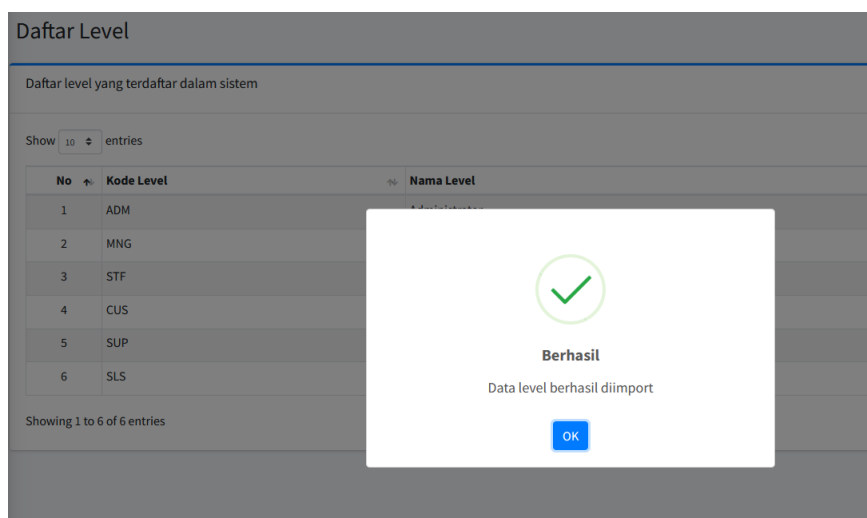 Daftar Level
Daftar level yang terdaftar dalam sistem
Show 10 entries
No Kode Level Nama Level
1 ADM Administrator
2 MNG
3 STF
4 CUS
5 SUP
6 SLS
Showing 1 to 6 of 6 entries
Berhasil
Data level berhasil diimport
OK